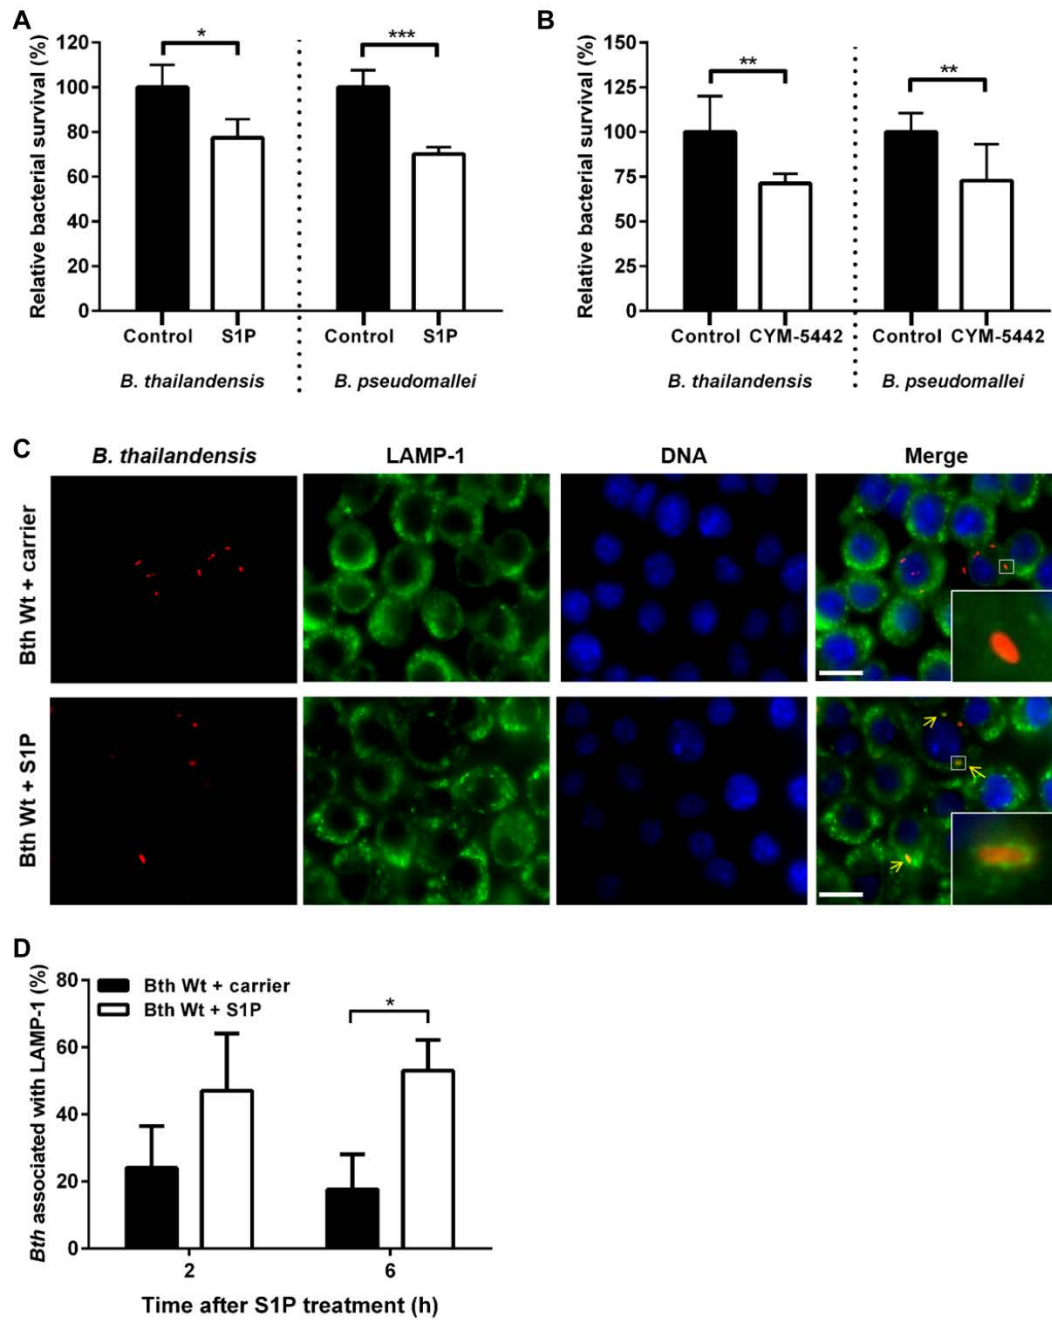 A
Relative bacterial survival (%)
120
100
80
60
40
20
0
*
***
Control S1P Control S1P
B. thailandensis B. pseudomallei
B
Relative bacterial survival (%)
150
125
100
75
50
25
0
**
**
Control CYM-5442 Control CYM-5442
B. thailandensis B. pseudomallei
C
B. thailandensis LAMP-1 DNA Merge
Bth Wt + carrier
Bth Wt + S1P
D
Bth associated with LAMP-1 (%)
80
60
40
20
0
Bth Wt + carrier
Bth Wt + S1P
*
2 6
Time after S1P treatment (h)